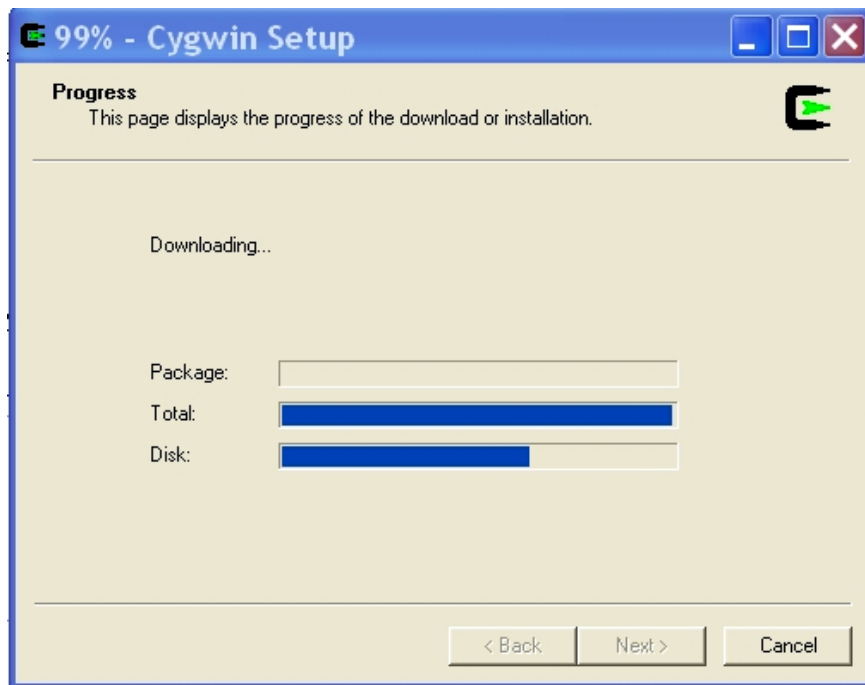 99% - Cygwin Setup
Progress
This page displays the progress of the download or installation.
Downloading...
Package:
Total:
Disk:
< Back Next > Cancel